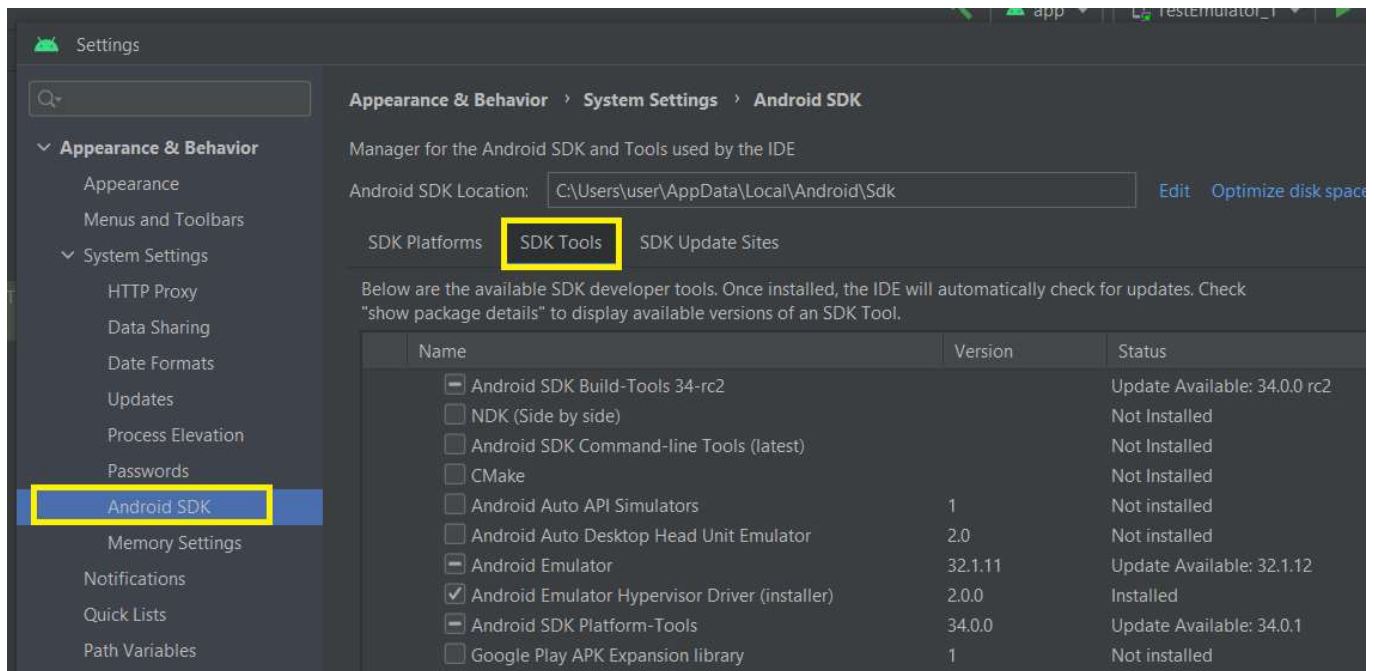 app
TestEmulator_1
Settings
Appearance & Behavior
Appearance
Menus and Toolbars
System Settings
HTTP Proxy
Data Sharing
Date Formats
Updates
Process Elevation
Passwords
Android SDK
Memory Settings
Notifications
Quick Lists
Path Variables
Appearance & Behavior › System Settings › Android SDK
Manager for the Android SDK and Tools used by the IDE
Android SDK Location: C:\Users\user\AppData\Local\Android\Sdk Edit Optimize disk space
SDK Platforms SDK Tools SDK Update Sites
Below are the available SDK developer tools. Once installed, the IDE will automatically check for updates. Check
"show package details" to display available versions of an SDK Tool.
Name Version Status
Android SDK Build-Tools 34-rc2 Update Available: 34.0.0 rc2
NDK (Side by side) Not Installed
Android SDK Command-line Tools (latest) Not Installed
CMake Not Installed
Android Auto API Simulators 1 Not installed
Android Auto Desktop Head Unit Emulator 2.0 Not installed
Android Emulator 32.1.11 Update Available: 32.1.12
Android Emulator Hypervisor Driver (installer) 2.0.0 Installed
Android SDK Platform-Tools 34.0.0 Update Available: 34.0.1
Google Play APK Expansion library 1 Not installed